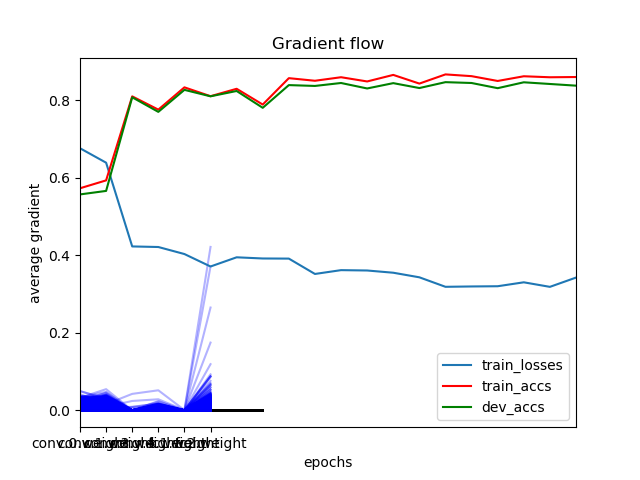 Gradient flow
average gradient
0.8
0.6
0.4
0.2
0.0
train_losses
train_accs
dev_accs
epochs